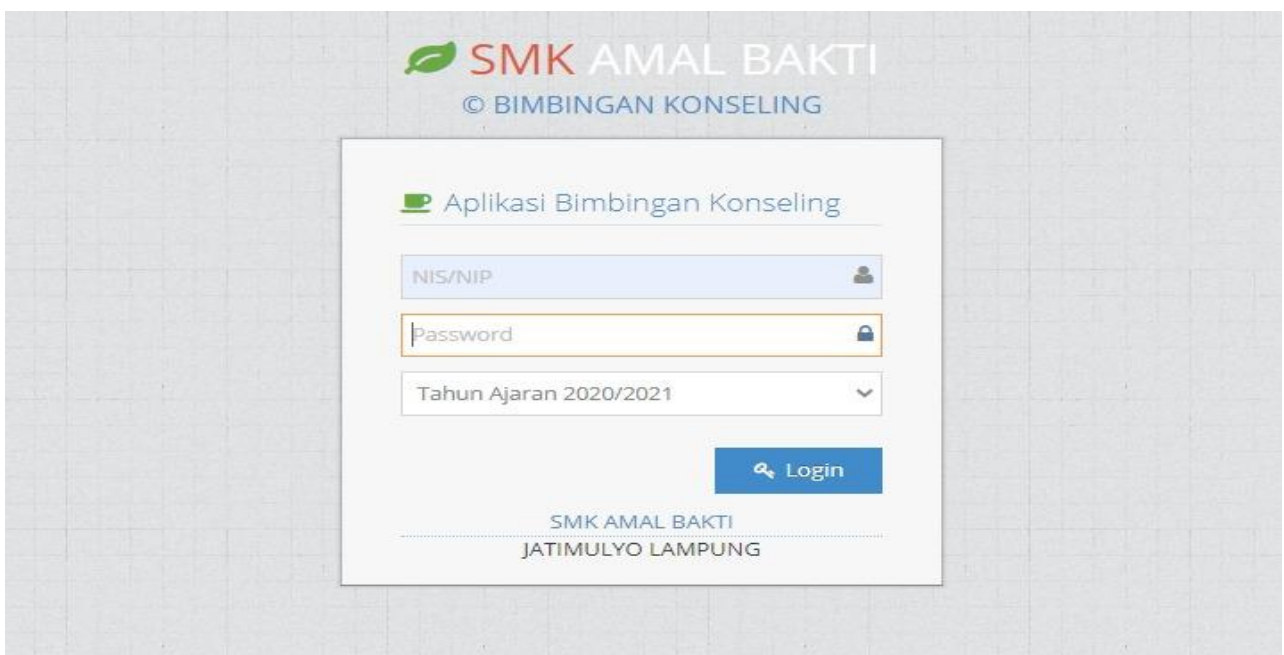 SMK AMAL BAKTI
© BIMBINGAN KONSELING
Aplikasi Bimbingan Konseling
NIS/NIP
Password
Tahun Ajaran 2020/2021
Login
SMK AMAL BAKTI
JATIMULYO LAMPUNG